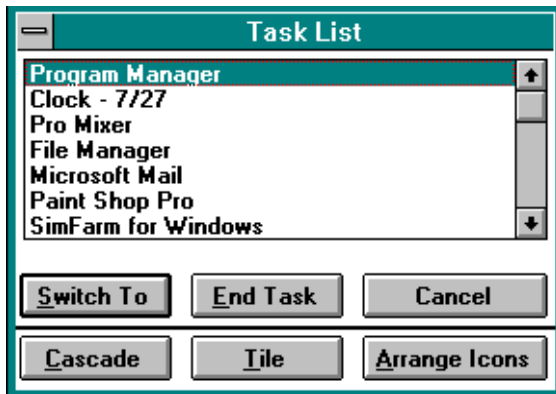 Task List
Program Manager
Clock - 7/27
Pro Mixer
File Manager
Microsoft Mail
Paint Shop Pro
SimFarm for Windows
Switch To End Task Cancel
Cascade Tile Arrange Icons